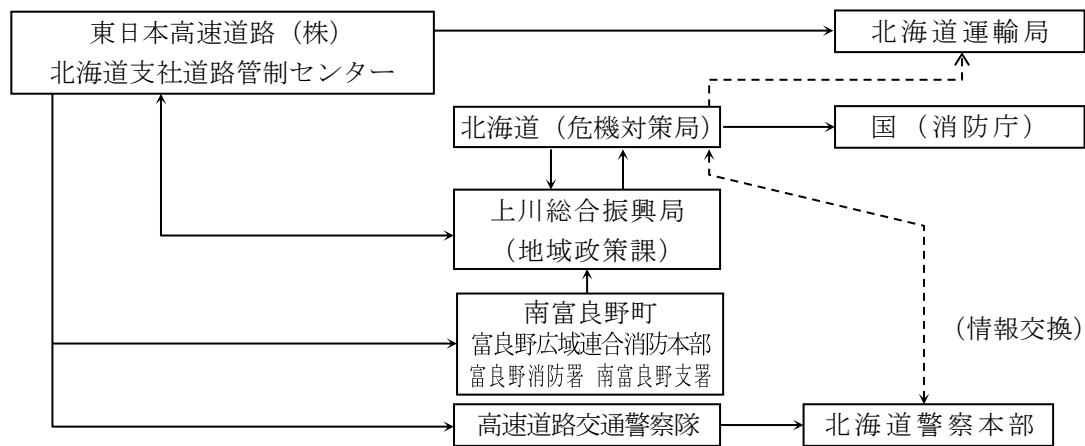 東日本高速道路（株）
北海道支社道路管制センター
北海道運輸局
北海道（危機対策局）
国（消防庁）
上川総合振興局
（地域政策課）
南富良野町
富良野広域連合消防本部
富良野消防署 南富良野支署
（情報交換）
高速道路交通警察隊
北海道警察本部